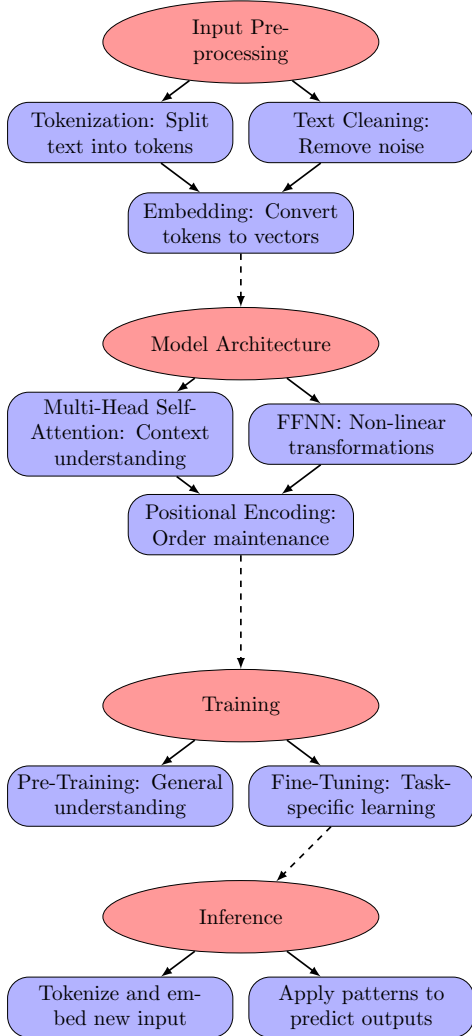 Input Pre-
processing
Tokenization: Split
text into tokens
Text Cleaning:
Remove noise
Embedding: Convert
tokens to vectors
Model Architecture
Multi-Head Self-
Attention: Context
understanding
FFNN: Non-linear
transformations
Positional Encoding:
Order maintenance
Training
Pre-Training: General
understanding
Fine-Tuning: Task-
specific learning
Inference
Tokenize and em-
bed new input
Apply patterns to
predict outputs